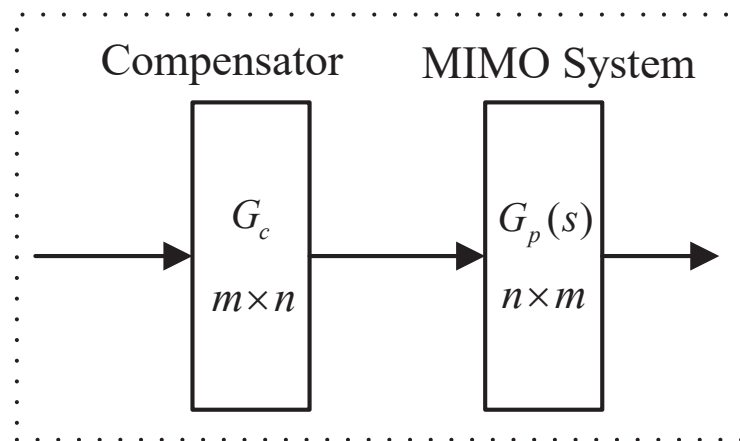 Compensator
MIMO System
G_c
m×n
G_p(s)
n×m